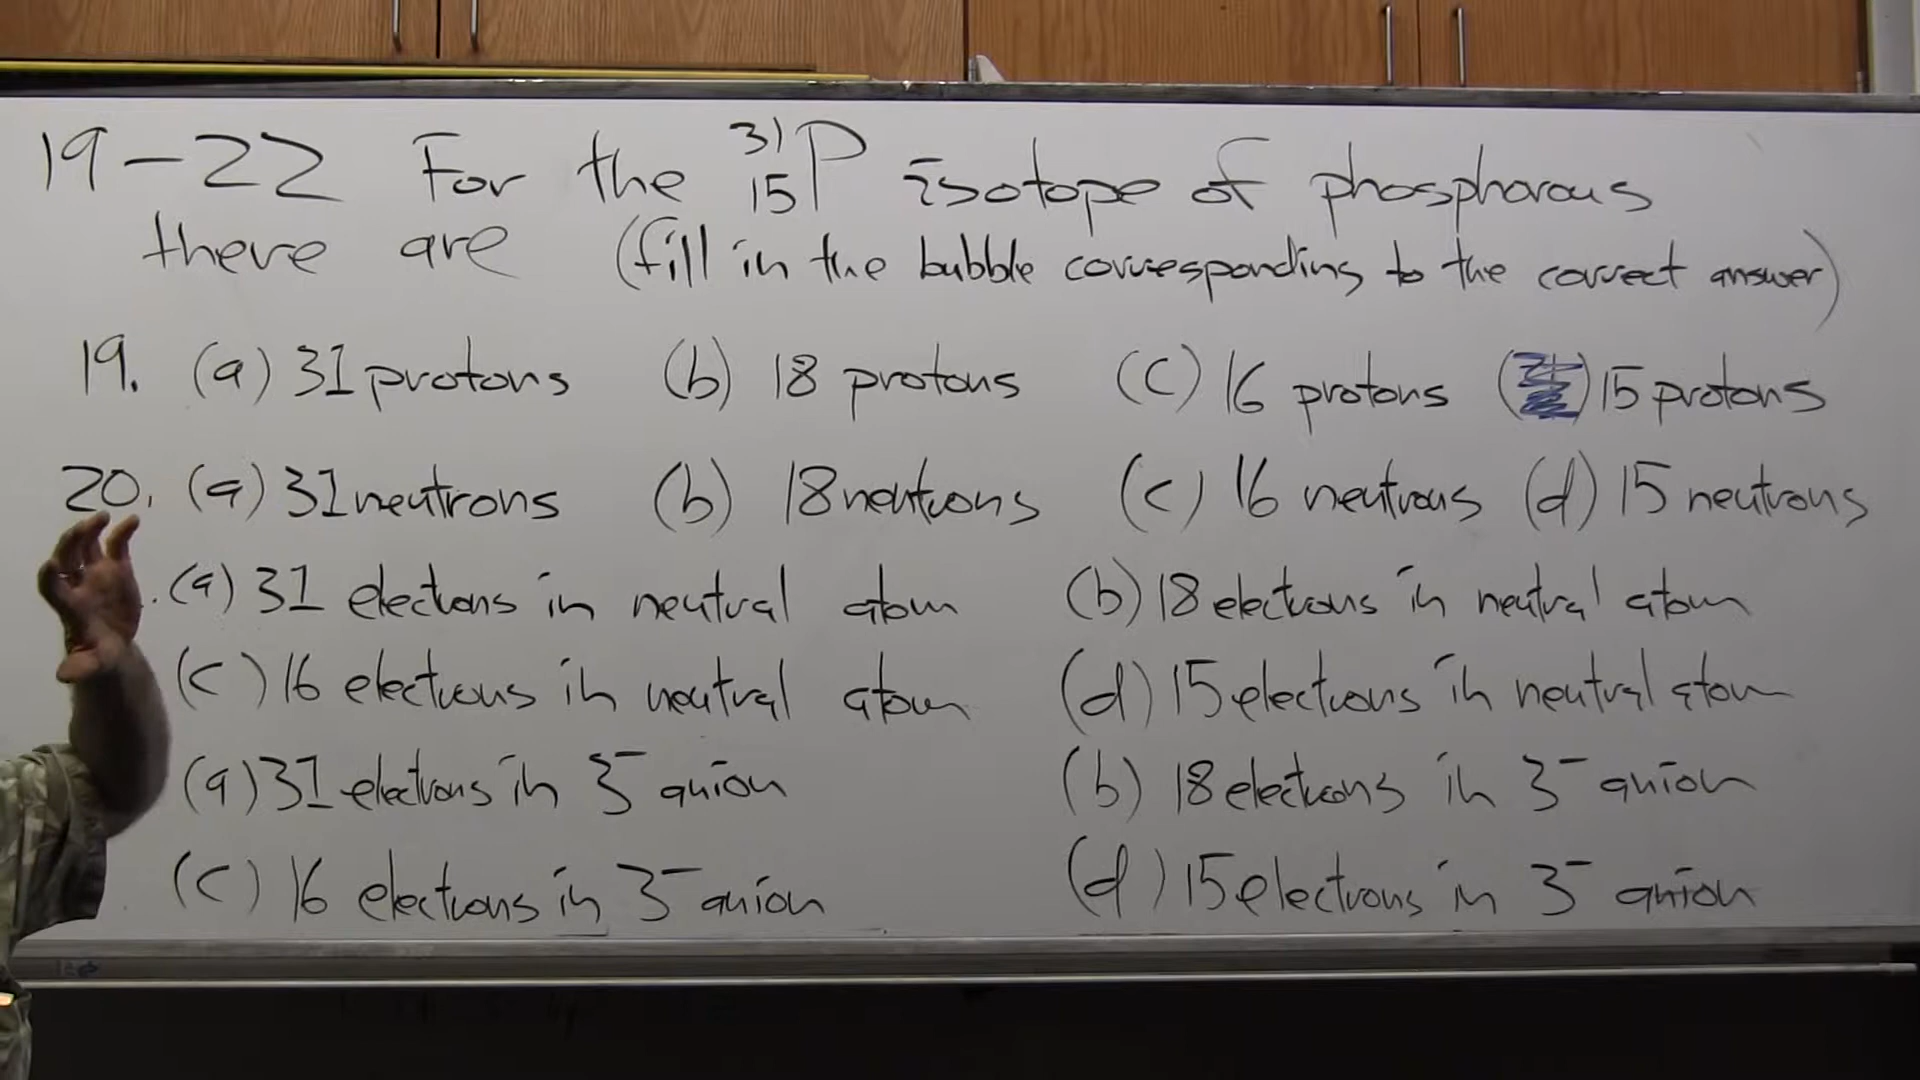 19-22 For the ³¹₁₅P isotope of phosphorous
there are (fill in the bubble corresponding to the correct answer)
19. (a) 31 protons (b) 18 protons (c) 16 protons ( ) 15 protons
20. (a) 31 neutrons (b) 18 neutrons (c) 16 neutrons (d) 15 neutrons
. (a) 31 electrons in neutral atom (b) 18 electrons in neutral atom
(c) 16 electrons in neutral atom (d) 15 electrons in neutral atom
(a) 31 electrons in 3⁻ anion (b) 18 electrons in 3⁻ anion
(c) 16 electrons in 3⁻ anion (d) 15 electrons in 3⁻ anion